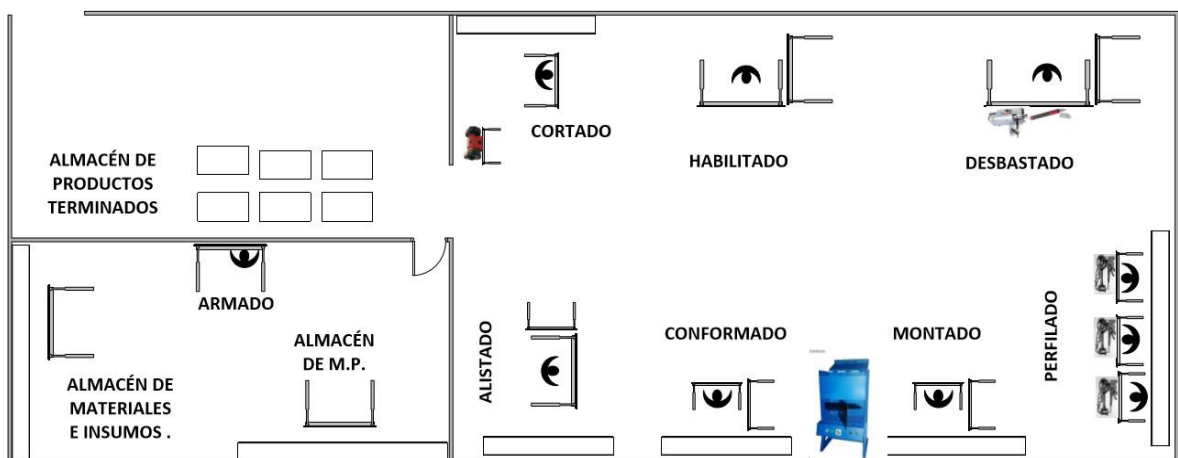 CORTADO
HABILITADO
DESBASTADO
ALMACÉN DE
PRODUCTOS
TERMINADOS
ARMADO
ALMACÉN
DE M.P.
ALMACÉN DE
MATERIALES
E INSUMOS .
ALISTADO
CONFORMADO
MONTADO
PERFILADO